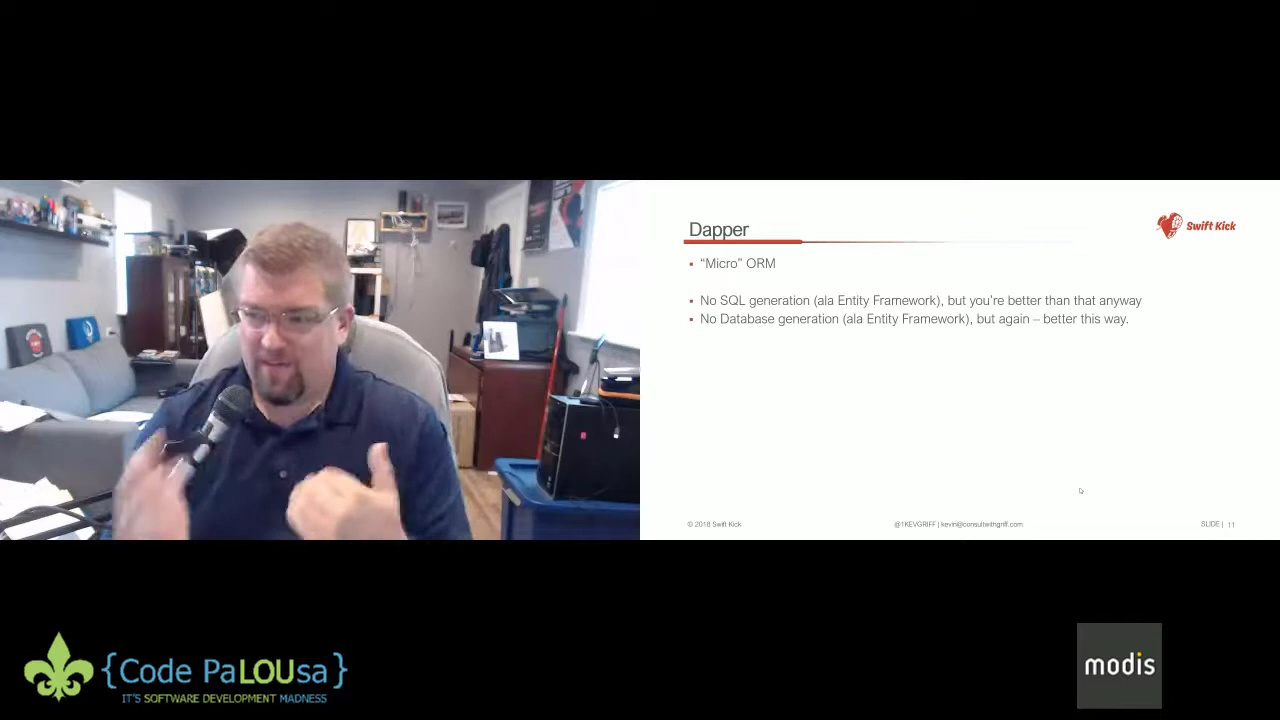 Dapper
Swift Kick
▪ “Micro” ORM
▪ No SQL generation (ala Entity Framework), but you’re better than that anyway
▪ No Database generation (ala Entity Framework), but again – better this way.
© 2018 Swift Kick
@1KEVGRIFF | kevin@consultwithgriff.com
SLIDE | 11
{Code PaLOUsa}
IT'S SOFTWARE DEVELOPMENT MADNESS
modis